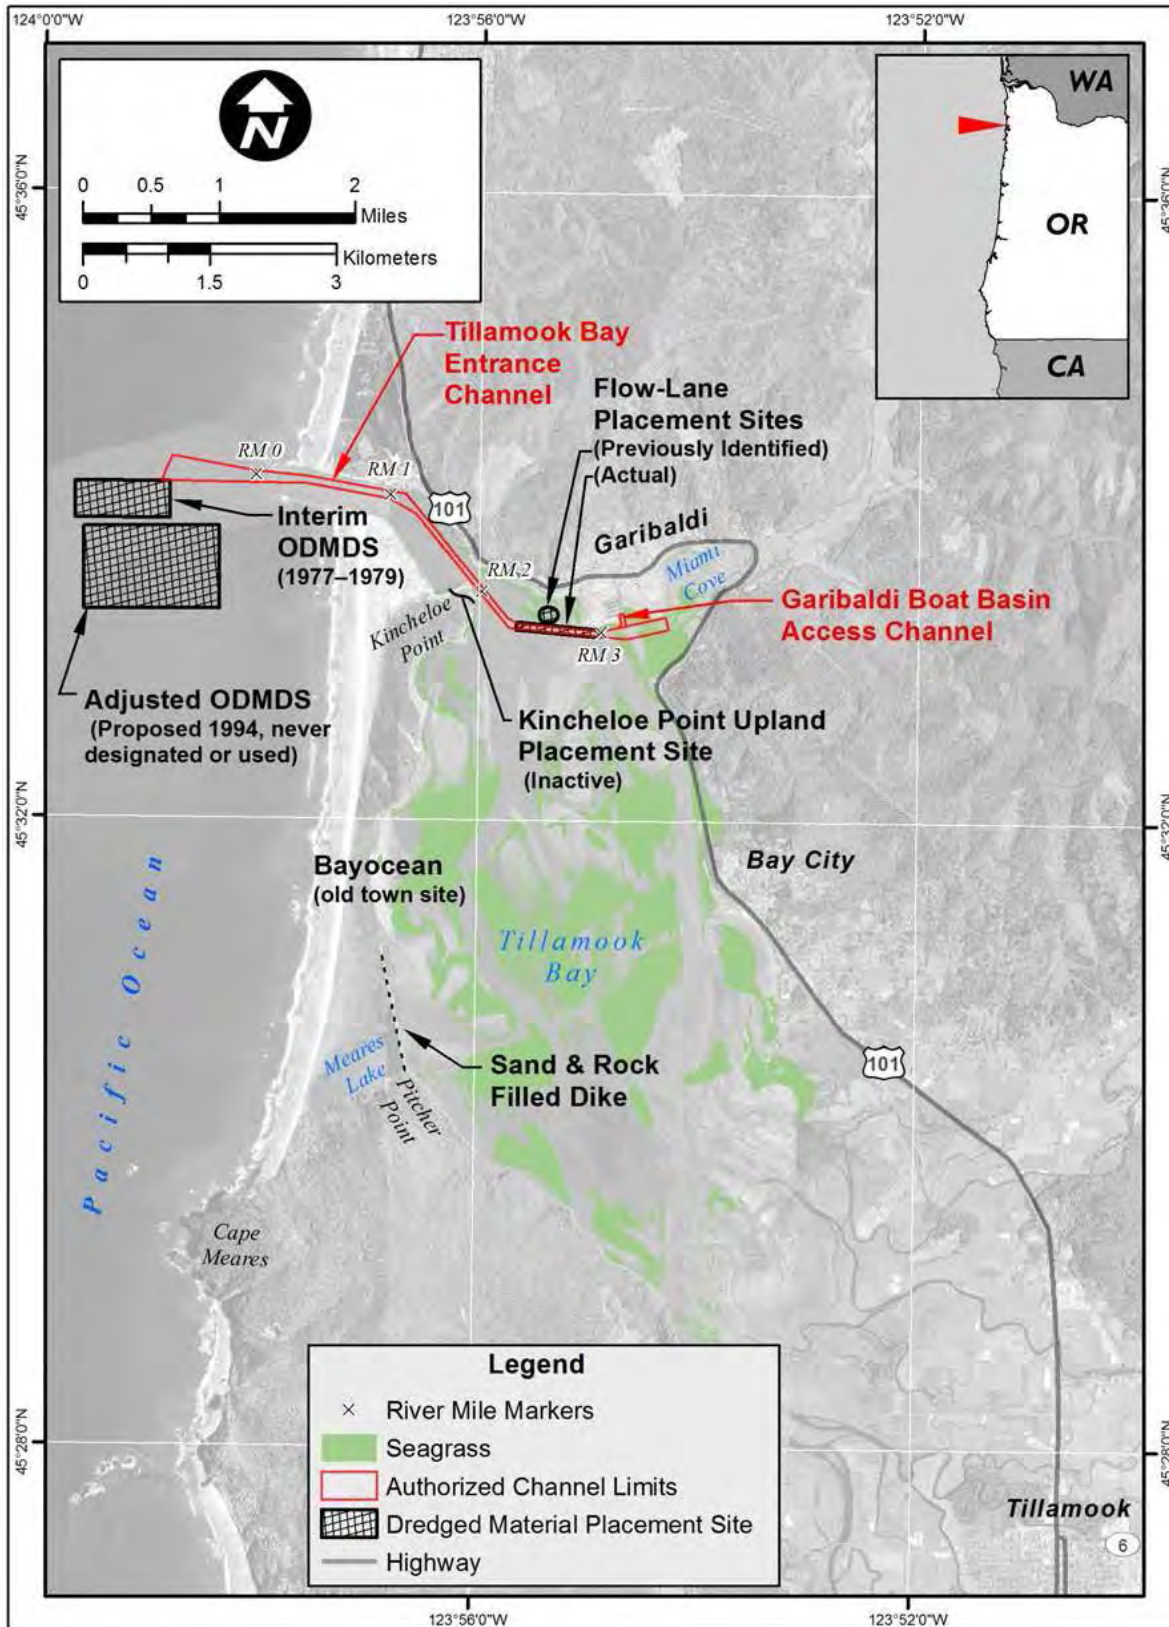 124°0'0"W
123°56'0"W
123°52'0"W
N
0 0.5 1 2
Miles
Kilometers
0 1.5 3
WA
OR
CA
45°36'0"N
45°36'0"N
Tillamook Bay
Entrance
Channel
Flow-Lane
Placement Sites
(Previously Identified)
(Actual)
RM 0
RM 1
101
Garibaldi
Interim
ODMDS
(1977–1979)
RM 2
Miami
Cove
Kincheloe
Point
RM 3
Garibaldi Boat Basin
Access Channel
Adjusted ODMDS
(Proposed 1994, never
designated or used)
Kincheloe Point Upland
Placement Site
(Inactive)
45°32'0"N
45°32'0"N
Bayocean
(old town site)
Bay City
Tillamook
Bay
Pacific Ocean
Meares
Lake
Pitcher
Point
Sand & Rock
Filled Dike
101
Cape
Meares
Legend
River Mile Markers
Seagrass
Authorized Channel Limits
Dredged Material Placement Site
Highway
45°28'0"N
45°28'0"N
Tillamook
6
123°56'0"W
123°52'0"W